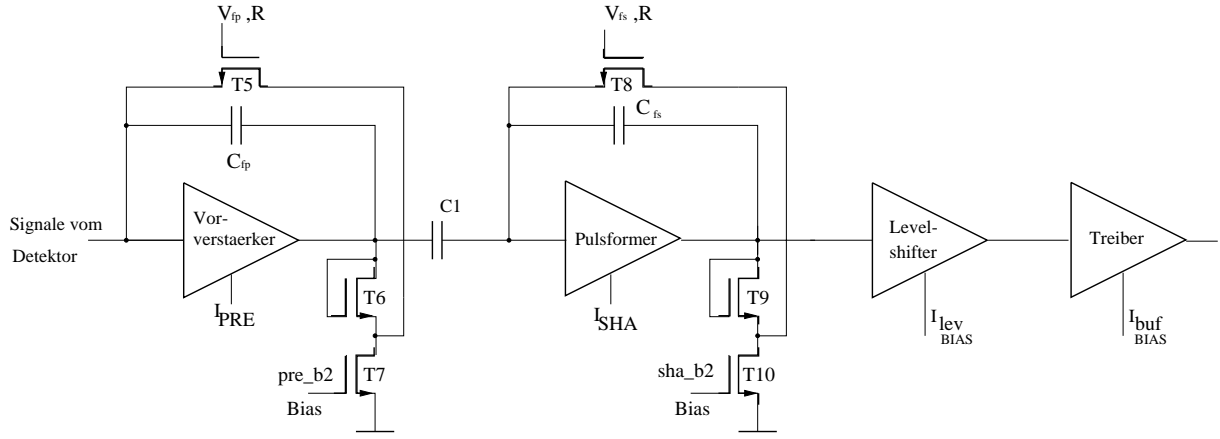 Vfp ,R
Vfs ,R
T5
T8
Cfp
C fs
Signale vom
Detektor
Vor-
verstaerker
C1
Pulsformer
Level-
shifter
Treiber
IPRE
T6
ISHA
T9
Ilev
BIAS
Ibuf
BIAS
pre_b2
T7
Bias
sha_b2
T10
Bias